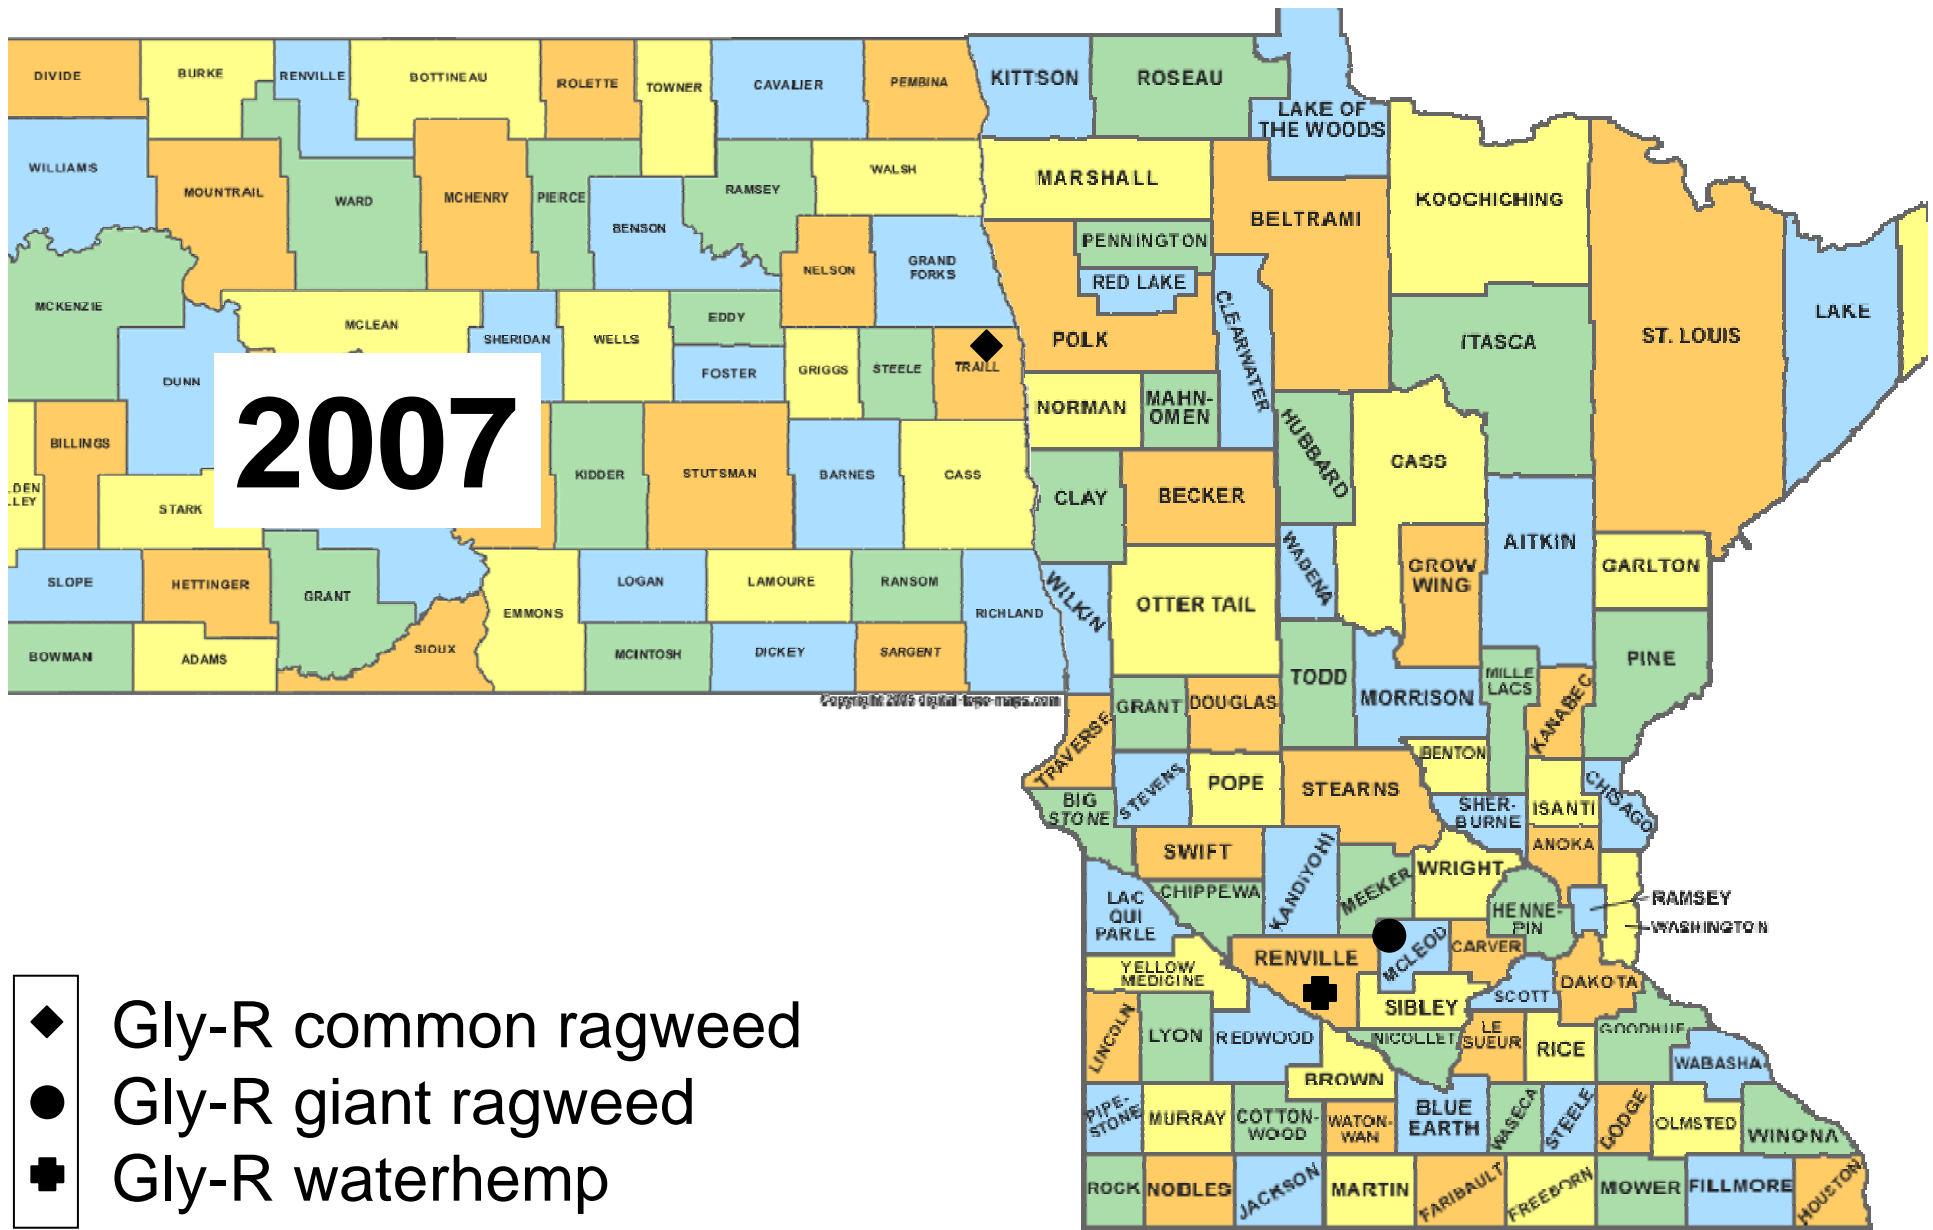 DIVIDE
BURKE
RENVILLE
BOTTINEAU
ROLETTE
TOWNER
CAVALIER
PEMBINA
KITTSON
ROSEAU
LAKE OF
THE WOODS
WILLIAMS
MOUNTRAIL
WARD
MCHENRY
PIERCE
BENSON
RAMSEY
WALSH
MARSHALL
BELTRAMI
KOOCHICHING
NELSON
GRAND
FORKS
PENNINGTON
RED LAKE
CLEARWATER
MCKENZIE
MCLEAN
SHERIDAN
WELLS
EDDY
POLK
ITASCA
ST. LOUIS
LAKE
DUNN
FOSTER
GRIGGS
STEELE
TRAILL
NORMAN
MAHN-
OMEN
HUBBARD
CASS
2007
BILLINGS
KIDDER
STUTSMAN
BARNES
CASS
CLAY
BECKER
LDEN
LLEY
STARK
WADENA
CROW
WING
AITKIN
CARLTON
SLOPE
HETTINGER
GRANT
EMMONS
LOGAN
LAMOURE
RANSOM
RICHLAND
WILKIN
OTTER TAIL
BOWMAN
ADAMS
SIOUX
MCINTOSH
DICKEY
SARGENT
TODD
MORRISON
MILLE
LACS
KANABEC
PINE
Copyright 2005 digital-topo-maps.com
TRAVERSE
GRANT
DOUGLAS
BENTON
BIG
STONE
STEVENS
POPE
STEARNS
SHER-
BURNE
ISANTI
CHISAGO
SWIFT
KANDIYOHI
MEEKER
WRIGHT
ANOKA
LAC
QUI
PARLE
CHIPPEWA
HENNE-
PIN
RAMSEY
WASHINGTON
RENVILLE
MCLEOD
CARVER
YELLOW
MEDICINE
SIBLEY
SCOTT
DAKOTA
LINCOLN
LYON
REDWOOD
NICOLLET
LE
SUEUR
RICE
GOODHUE
WABASHA
BROWN
PIPE-
STONE
MURRAY
COTTON-
WOOD
WATON-
WAN
BLUE
EARTH
WASECA
STEELE
DODGE
OLMSTED
WINONA
ROCK
NOBLES
JACKSON
MARTIN
FARIBAULT
FREEBORN
MOWER
FILLMORE
HOUSTON
Gly-R common ragweed
Gly-R giant ragweed
Gly-R waterhemp